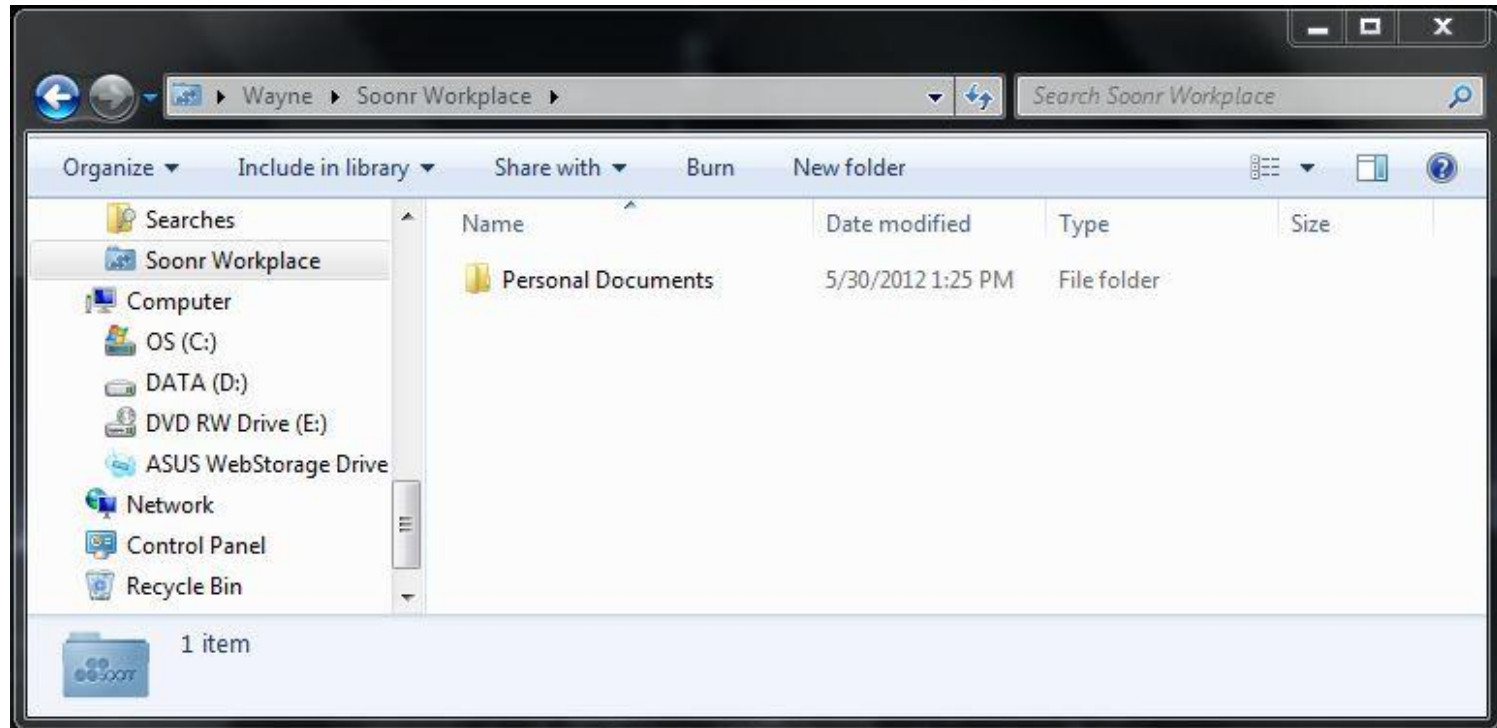 Wayne Soonr Workplace
Search Soonr Workplace
Organize Include in library Share with Burn New folder
Searches
Soonr Workplace
Computer
OS (C:)
DATA (D:)
DVD RW Drive (E:)
ASUS WebStorage Drive
Network
Control Panel
Recycle Bin
Name Date modified Type Size
Personal Documents 5/30/2012 1:25 PM File folder
1 item